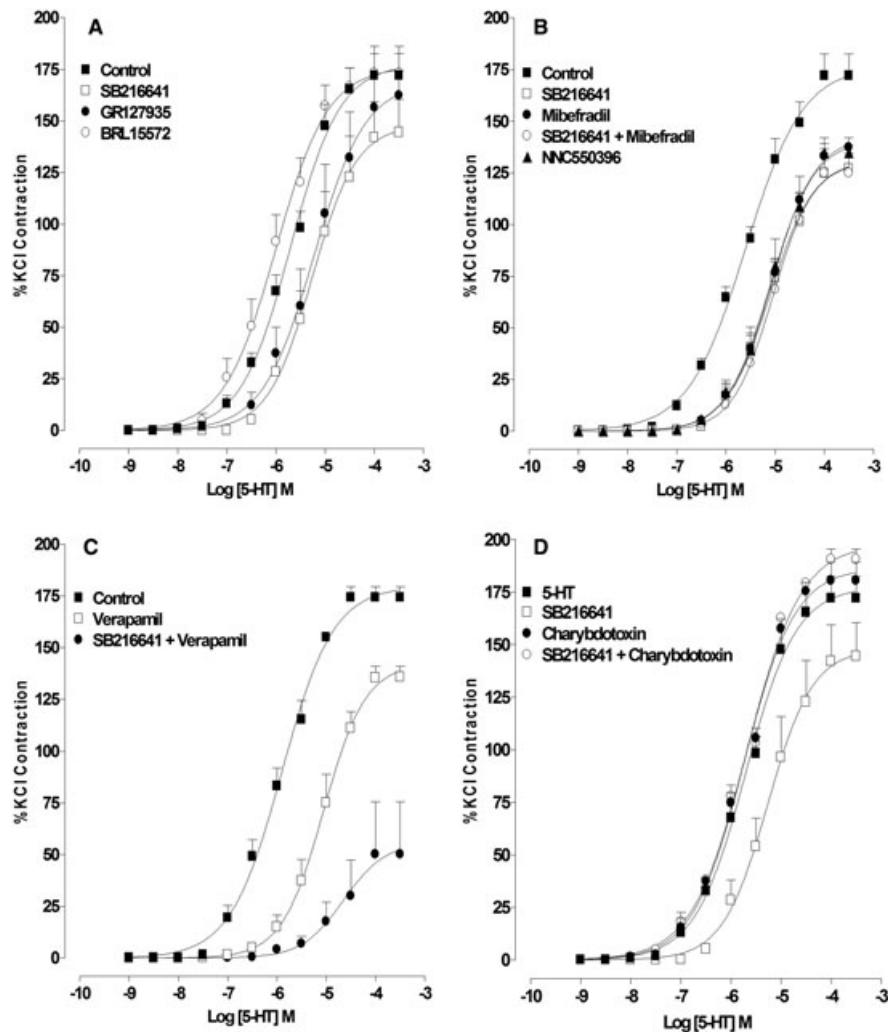 A
200
175
150
125
100
75
50
25
0
% KCl Contraction
Control
SB216641
GR127935
BRL15572
-10 -9 -8 -7 -6 -5 -4 -3
Log [5-HT] M
B
200
175
150
125
100
75
50
25
0
% KCl Contraction
Control
SB216641
Mibefradil
SB216641 + Mibefradil
NNC550396
-10 -9 -8 -7 -6 -5 -4 -3
Log [5-HT] M
C
200
175
150
125
100
75
50
25
0
% KCl Contraction
Control
Verapamil
SB216641 + Verapamil
-10 -9 -8 -7 -6 -5 -4 -3
Log [5-HT] M
D
200
175
150
125
100
75
50
25
0
% KCl Contraction
5-HT
SB216641
Charybdotoxin
SB216641 + Charybdotoxin
-10 -9 -8 -7 -6 -5 -4 -3
Log [5-HT] M